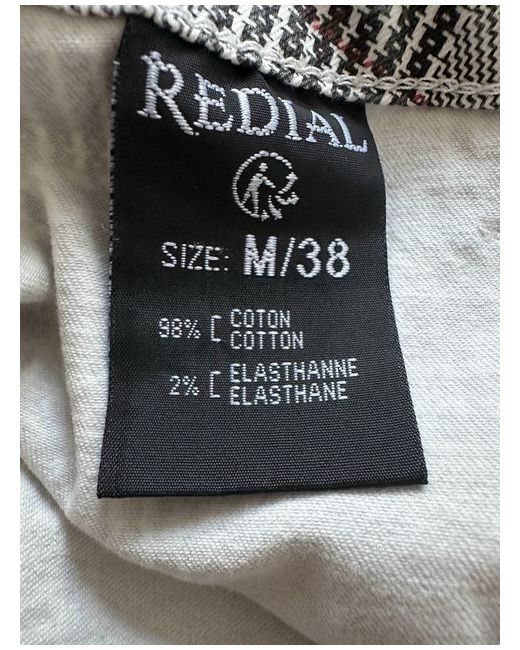 REDIAL
SIZE: M/38
98% [ COTON
COTTON
2% [ ELASTHANNE
ELASTHANE